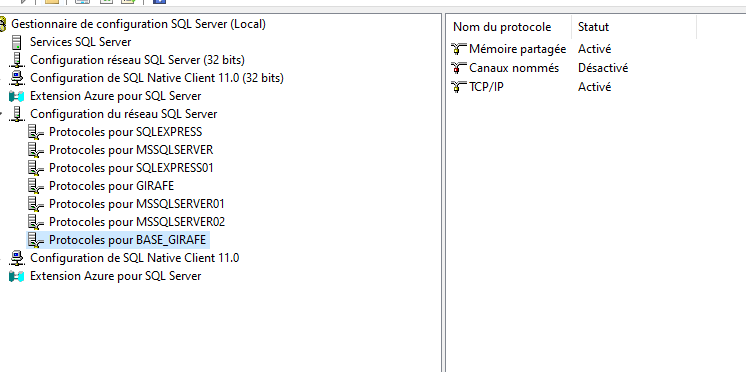 Gestionnaire de configuration SQL Server (Local)
Services SQL Server
Configuration réseau SQL Server (32 bits)
Configuration de SQL Native Client 11.0 (32 bits)
Extension Azure pour SQL Server
Configuration du réseau SQL Server
Protocoles pour SQLEXPRESS
Protocoles pour MSSQLSERVER
Protocoles pour SQLEXPRESS01
Protocoles pour GIRAFE
Protocoles pour MSSQLSERVER01
Protocoles pour MSSQLSERVER02
Protocoles pour BASE_GIRAFE
Configuration de SQL Native Client 11.0
Extension Azure pour SQL Server
Nom du protocole Statut
Mémoire partagée Activé
Canaux nommés Désactivé
TCP/IP Activé